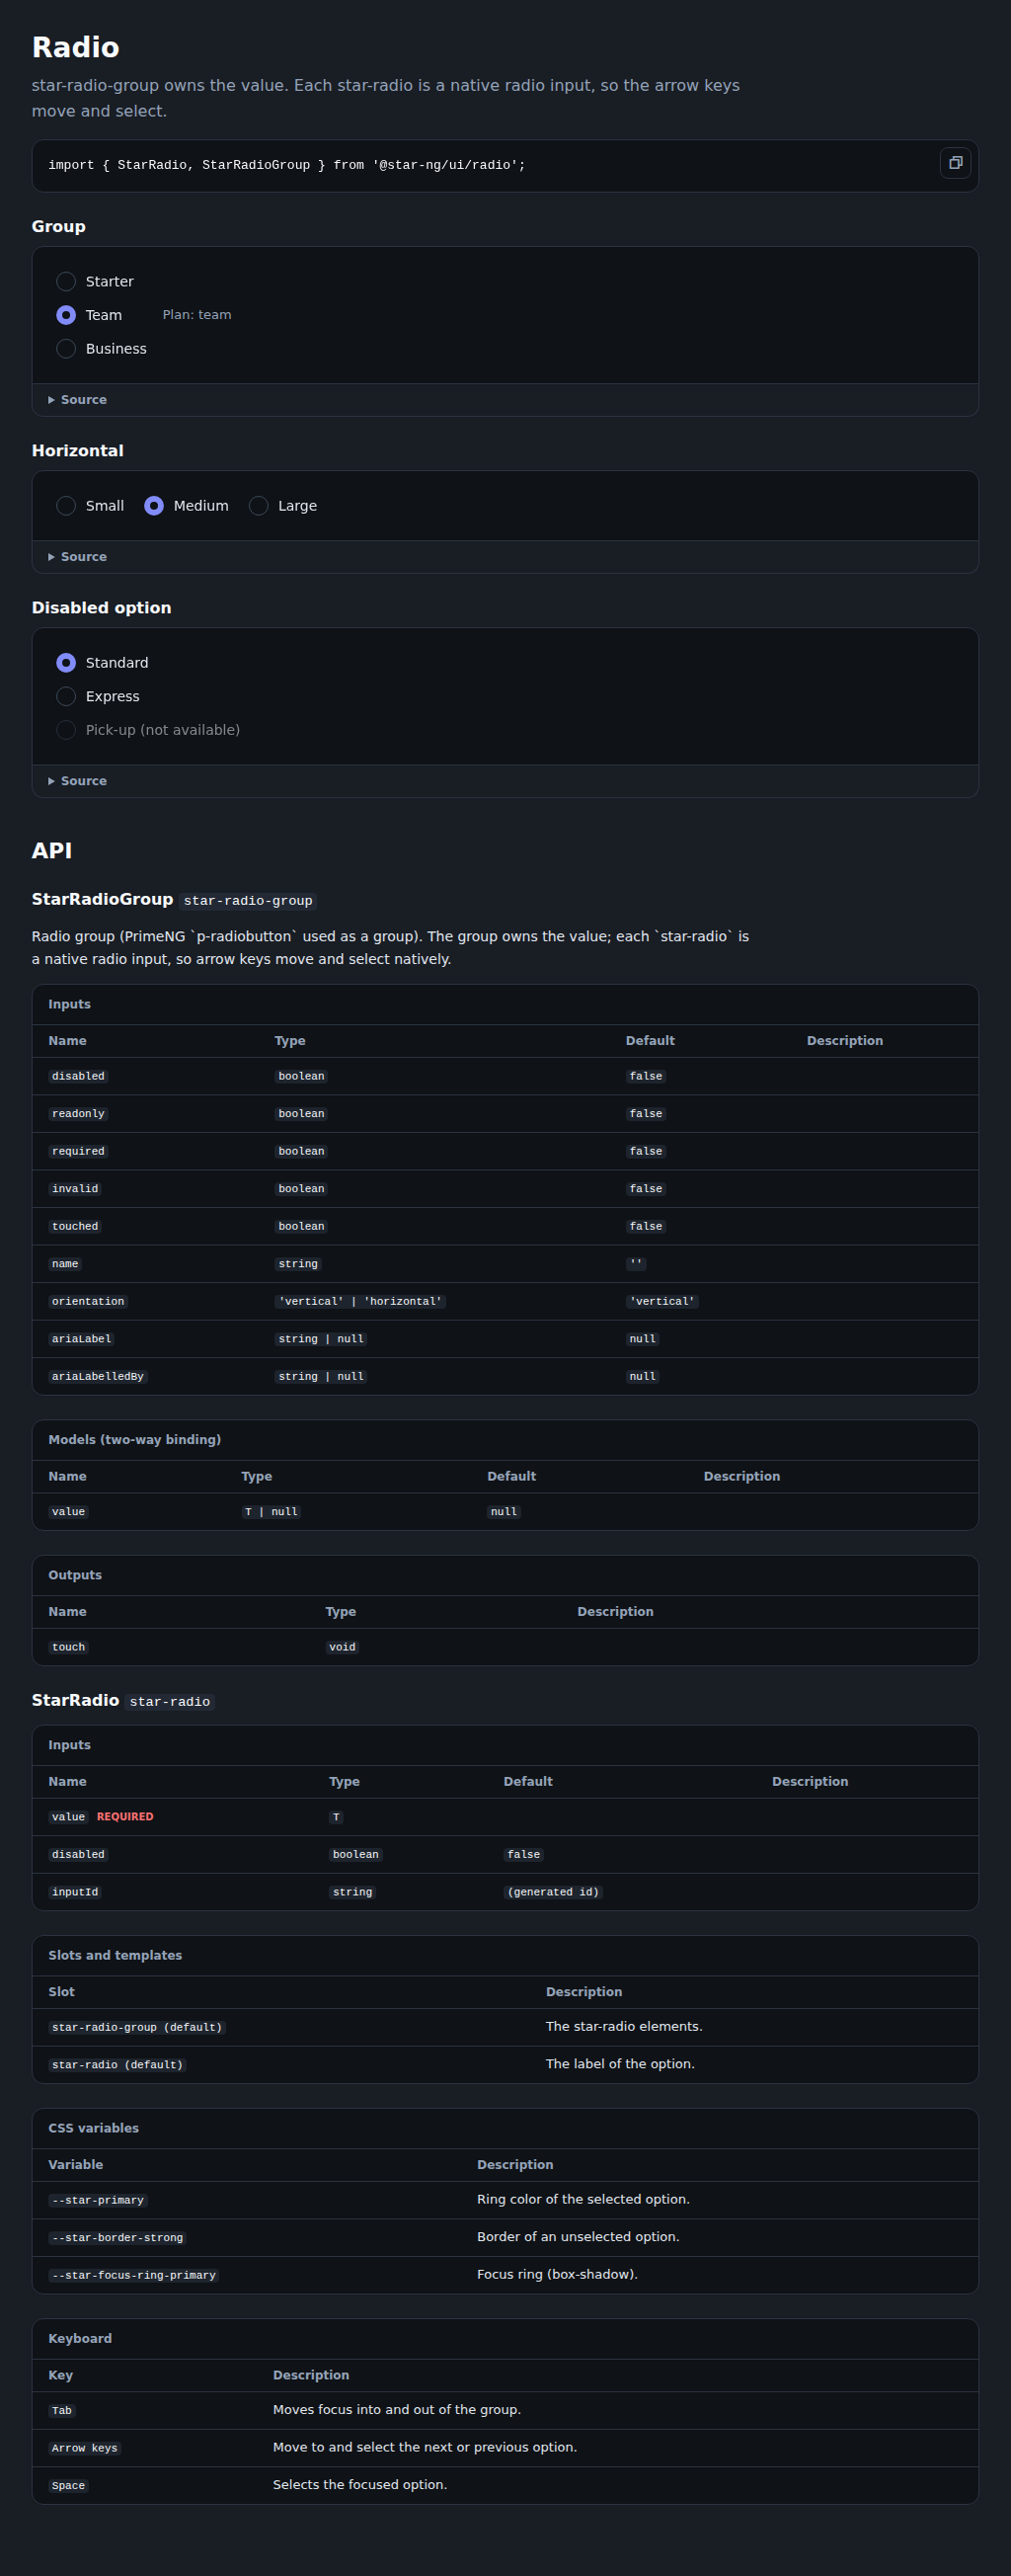 Radio
star-radio-group owns the value. Each star-radio is a native radio input, so the arrow keys
move and select.
import { StarRadio, StarRadioGroup } from '@star-ng/ui/radio';
Group
Starter
Team Plan: team
Business
Source
Horizontal
Small Medium Large
Source
Disabled option
Standard
Express
Pick-up (not available)
Source
API
StarRadioGroup star-radio-group
Radio group (PrimeNG `p-radiobutton` used as a group). The group owns the value; each `star-radio` is
a native radio input, so arrow keys move and select natively.
Inputs
Name Type Default Description
disabled boolean false
readonly boolean false
required boolean false
invalid boolean false
touched boolean false
name string ''
orientation 'vertical' | 'horizontal' 'vertical'
ariaLabel string | null null
ariaLabelledBy string | null null
Models (two-way binding)
Name Type Default Description
value T | null null
Outputs
Name Type Description
touch void
StarRadio star-radio
Inputs
Name Type Default Description
value REQUIRED T
disabled boolean false
inputId string (generated id)
Slots and templates
Slot Description
star-radio-group (default) The star-radio elements.
star-radio (default) The label of the option.
CSS variables
Variable Description
--star-primary Ring color of the selected option.
--star-border-strong Border of an unselected option.
--star-focus-ring-primary Focus ring (box-shadow).
Keyboard
Key Description
Tab Moves focus into and out of the group.
Arrow keys Move to and select the next or previous option.
Space Selects the focused option.